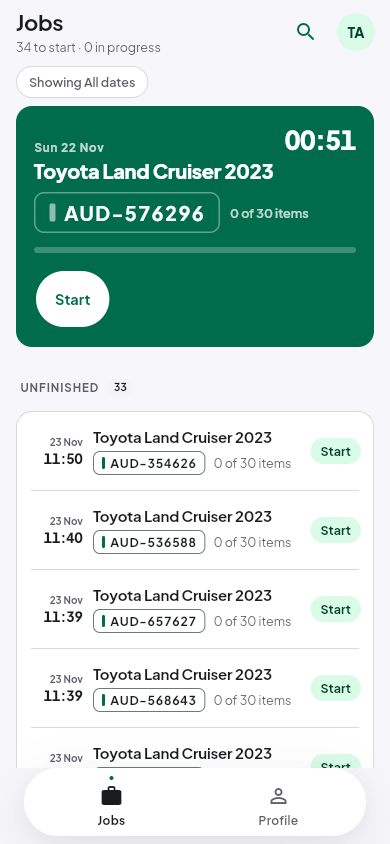 Jobs
34 to start · 0 in progress
TA
Showing All dates
Sun 22 Nov
00:51
Toyota Land Cruiser 2023
AUD-576296
0 of 30 items
Start
UNFINISHED 33
23 Nov
11:50
Toyota Land Cruiser 2023
AUD-354626
0 of 30 items
Start
23 Nov
11:40
Toyota Land Cruiser 2023
AUD-536588
0 of 30 items
Start
23 Nov
11:39
Toyota Land Cruiser 2023
AUD-657627
0 of 30 items
Start
23 Nov
11:39
Toyota Land Cruiser 2023
AUD-568643
0 of 30 items
Start
23 Nov
Toyota Land Cruiser 2023
Start
Jobs
Profile